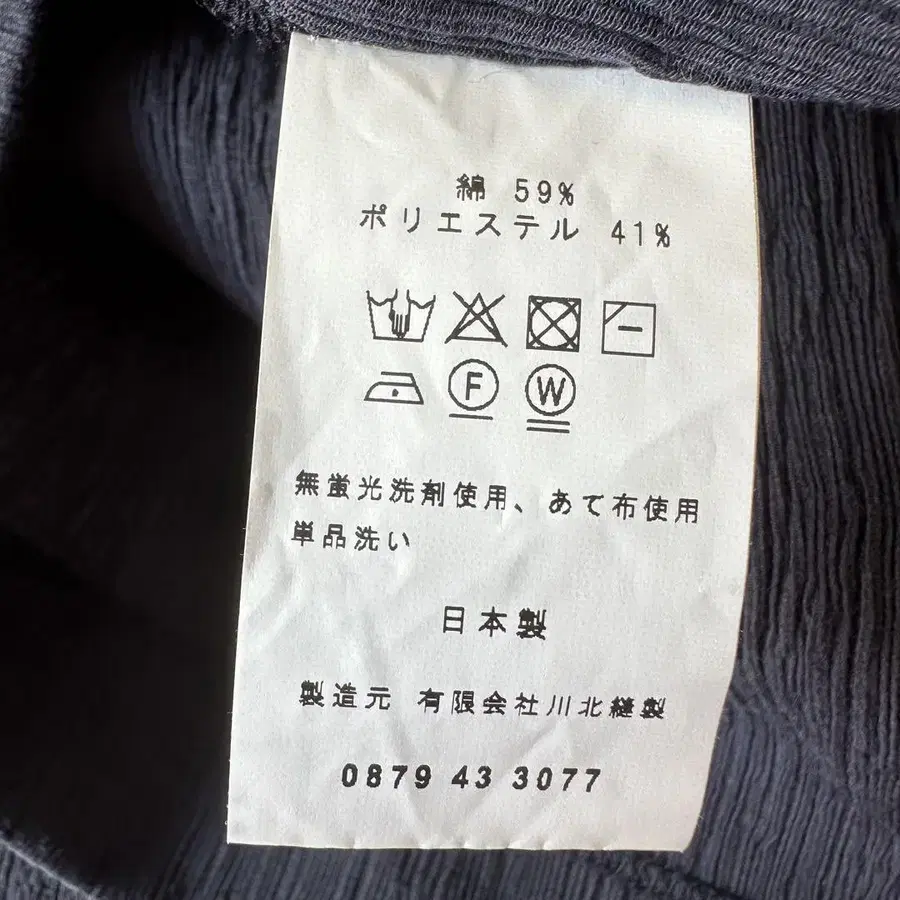 綿 59%
ポリエステル 41%
F W
無蛍光洗剤使用、あて布使用
単品洗い
日本製
製造元 有限会社川北縫製
0879 43 3077